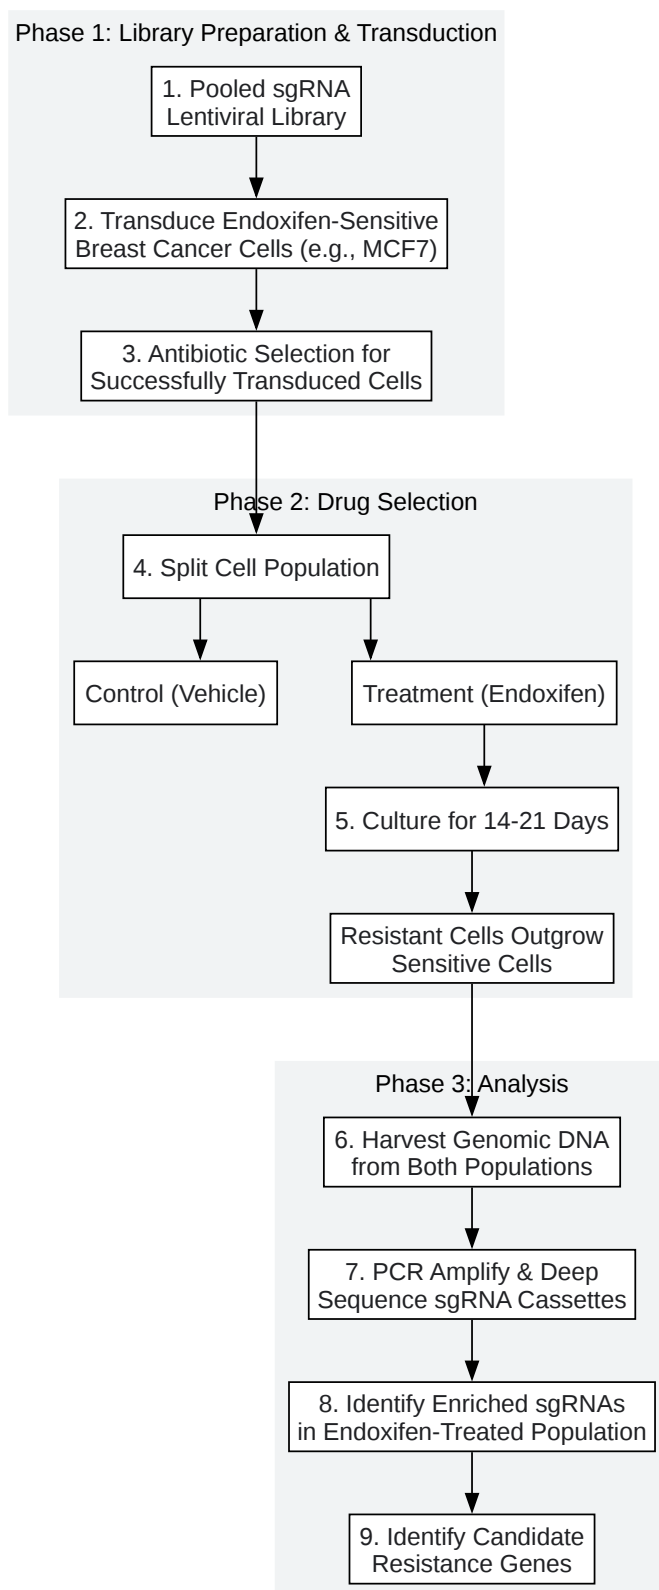 Phase 1: Library Preparation & Transduction
1. Pooled sgRNA
Lentiviral Library
2. Transduce Endoxifen-Sensitive
Breast Cancer Cells (e.g., MCF7)
3. Antibiotic Selection for
Successfully Transduced Cells
Phase 2: Drug Selection
4. Split Cell Population
Control (Vehicle)
Treatment (Endoxifen)
5. Culture for 14-21 Days
Resistant Cells Outgrow
Sensitive Cells
Phase 3: Analysis
6. Harvest Genomic DNA
from Both Populations
7. PCR Amplify & Deep
Sequence sgRNA Cassettes
8. Identify Enriched sgRNAs
in Endoxifen-Treated Population
9. Identify Candidate
Resistance Genes